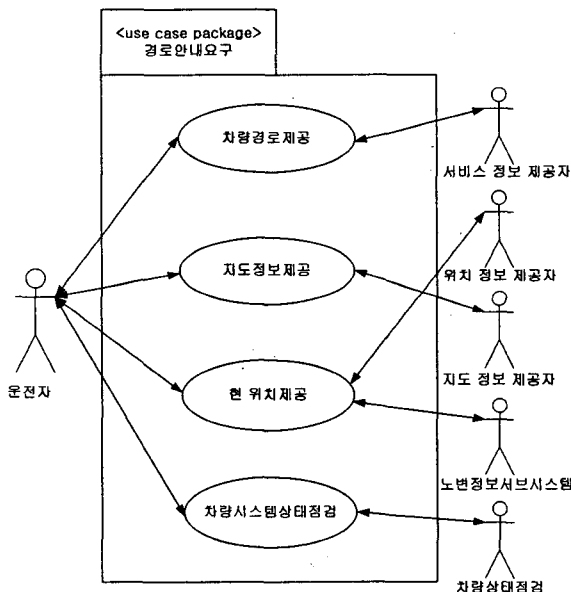 <use case package>
경로안내요구
차량경로제공
서비스 정보 제공자
위치 정보 제공자
지도정보제공
지도 정보 제공자
운전자
현 위치제공
노변정보서브시스템
차량시스템상태점검
차량상태점검